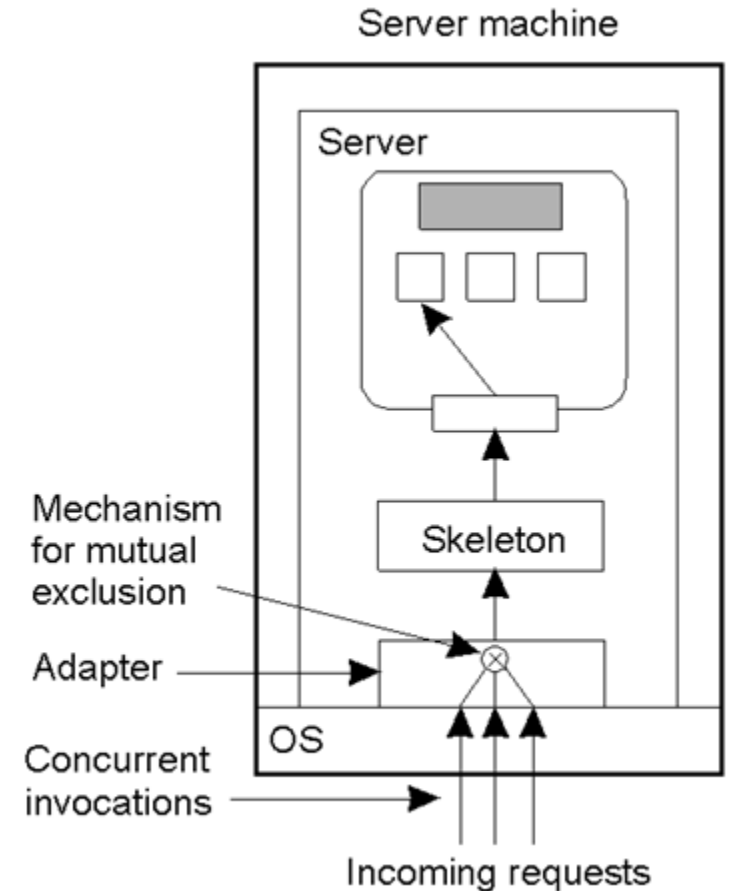 Server machine
Server
Mechanism
for mutual
exclusion
Skeleton
Adapter
OS
Concurrent
invocations
Incoming requests